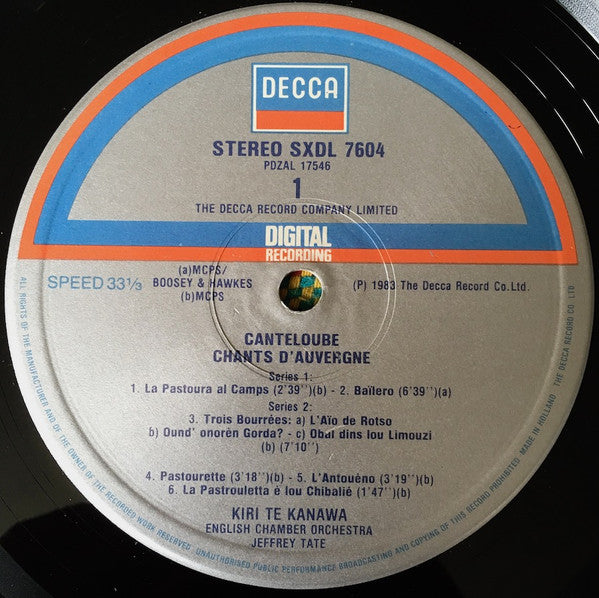 DECCA
STEREO SXDL 7604
PDZAL 17546
1
THE DECCA RECORD COMPANY LIMITED
DIGITAL
RECORDING
SPEED 33⅓
(a)MCPS/
BOOSEY & HAWKES
(b)MCPS
(P) 1983 The Decca Record Co.Ltd.
CANTELOUBE
CHANTS D'AUVERGNE
Series 1:
1. La Pastoura al Camps (2'39'')(b) - 2. Baïlero (6'39'')(a)
Series 2:
3. Trois Bourrées: a) L'Aïo de Rotso
b) Ound' onorèn Gorda? - c) Obal dins lou Limouzi
(b) (7'10'')
4. Pastourette (3'18'')(b) - 5. L'Antouèno (3'19'')(b)
6. La Pastrouletta é lou Chibalié (1'47'')(b)
KIRI TE KANAWA
ENGLISH CHAMBER ORCHESTRA
JEFFREY TATE
ALL RIGHTS OF THE MANUFACTURER AND OF THE OWNER OF THE RECORDED WORK RESERVED. UNAUTHORISED PUBLIC PERFORMANCE BROADCASTING AND COPYING OF THIS RECORD PROHIBITED. MADE IN HOLLAND. THE DECCA RECORD CO. LTD